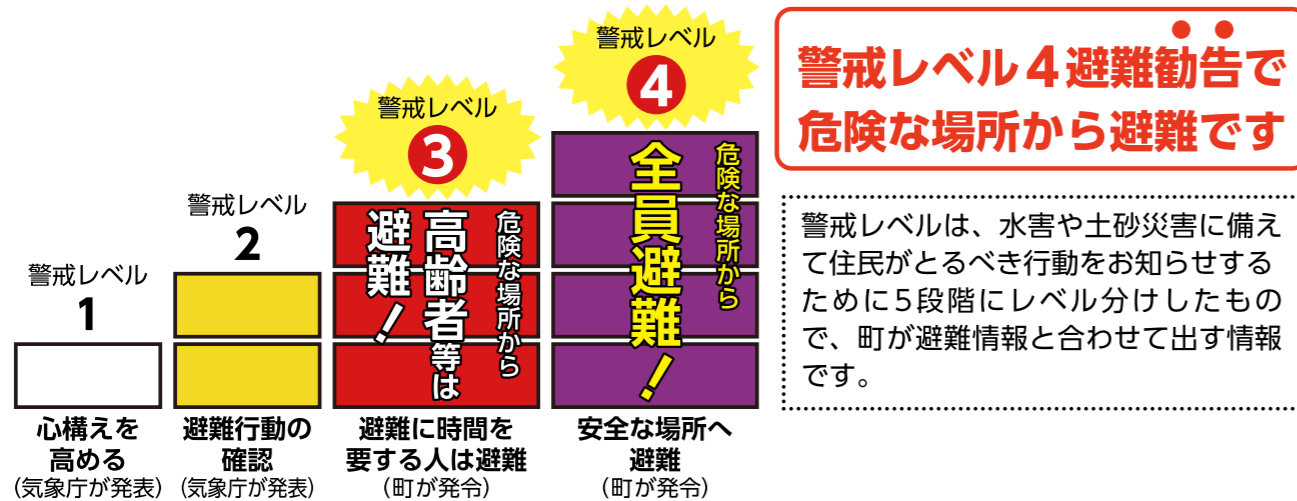 警戒レベル
1
心構えを
高める
（気象庁が発表）
警戒レベル
2
避難行動の
確認
（気象庁が発表）
警戒レベル
3
危険な場所から
高齢者等は
避難！
避難に時間を
要する人は避難
（町が発令）
警戒レベル
4
危険な場所から
全員避難！
安全な場所へ
避難
（町が発令）
警戒レベル４避難勧告で
危険な場所から避難です
警戒レベルは、水害や土砂災害に備え
て住民がとるべき行動をお知らせする
ために5段階にレベル分けしたもの
で、町が避難情報と合わせて出す情報
です。